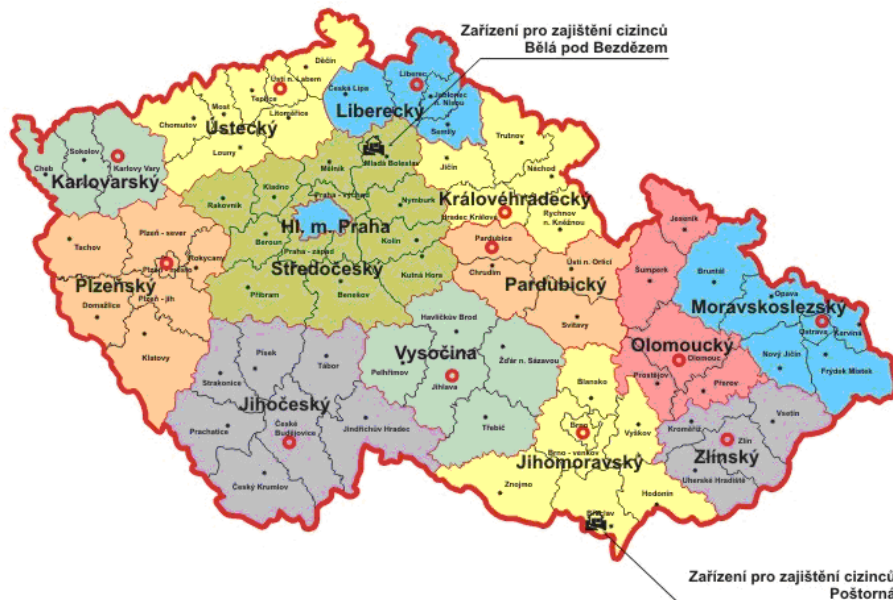 Zařízení pro zajištění cizinců
Bělá pod Bezdězem
Děčín
Ústí n. Labem
Teplice
Most
Chomutov
Litoměřice
Ústecký
Louny
Česká Lípa
Liberec
Jablonec
n. Nisou
Liberecký
Semily
Trutnov
Jičín
Náchod
Královéhradecký
Hradec Králové
Rychnov
n. Kněžnou
Sokolov
Cheb
Karlovy Vary
Karlovarský
Mělník
Mladá Boleslav
Kladno
Rakovník
Praha - východ
Nymburk
Hl. m. Praha
Beroun
Praha - západ
Kolín
Středočeský
Kutná Hora
Příbram
Benešov
Tachov
Plzeň - sever
Rokycany
Plzeň - město
Plzeňský
Domažlice
Plzeň - jih
Klatovy
Pardubice
Chrudim
Ústí n. Orlicí
Pardubický
Svitavy
Jeseník
Šumperk
Olomoucký
Olomouc
Prostějov
Přerov
Bruntál
Opava
Moravskoslezský
Ostrava
Karviná
Nový Jičín
Frýdek Místek
Havlíčkův Brod
Vysočina
Žďár n. Sázavou
Pelhřimov
Jihlava
Třebíč
Písek
Tábor
Strakonice
Jihočeský
Prachatice
České
Budějovice
Jindřichův Hradec
Český Krumlov
Blansko
Brno
Vyškov
Brno - venkov
Jihomoravský
Znojmo
Hodonín
Břeclav
Kroměříž
Vsetín
Zlín
Zlínský
Uherské Hradiště
Zařízení pro zajištění cizinců
Poštorná